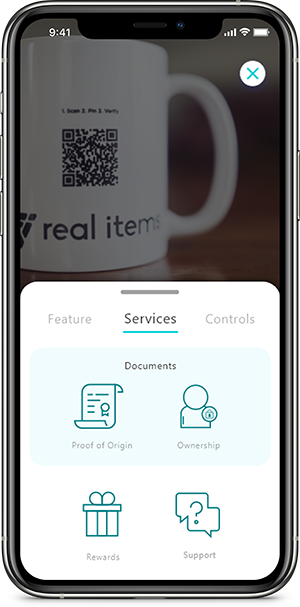 9:41
1. Scan 2. Pin 3. Verify
real items
Feature Services Controls
Documents
Proof of Origin Ownership
Rewards Support